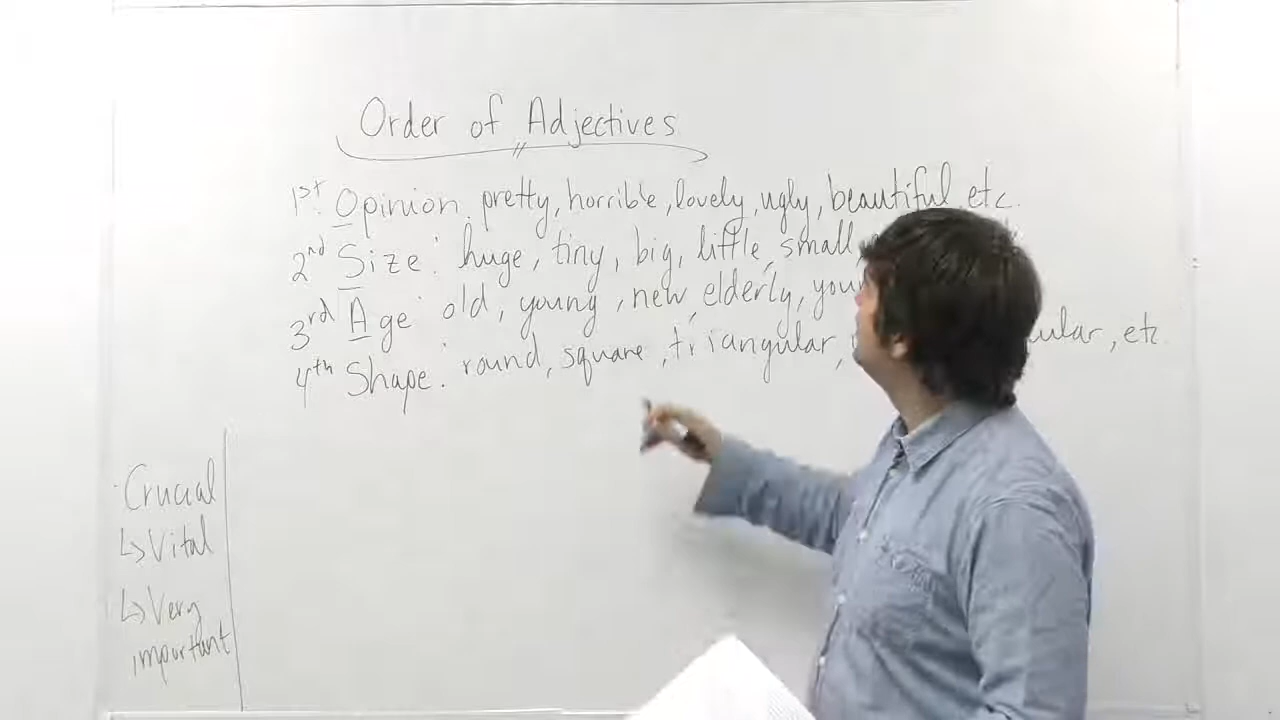 Order of Adjectives
1st. Opinion. pretty, horrible, lovely, ugly, beautiful, etc.
2nd Size: huge, tiny, big, little, small,
3rd Age: old, young, new, elderly,
4th Shape: round, square, triangular, etc.
Crucial
↳ Vital
↳ Very
important